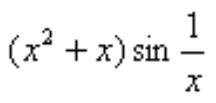 (x² + x) sin 1/x